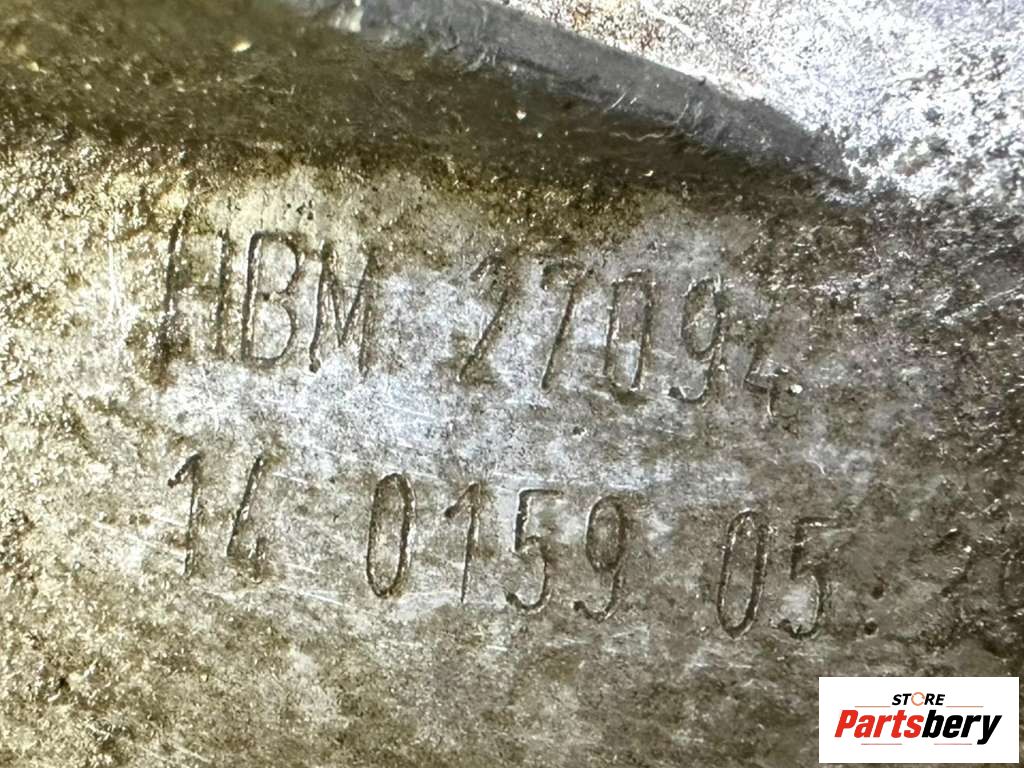 HBM 27094
14 0159 05.
STORE
Partsbery